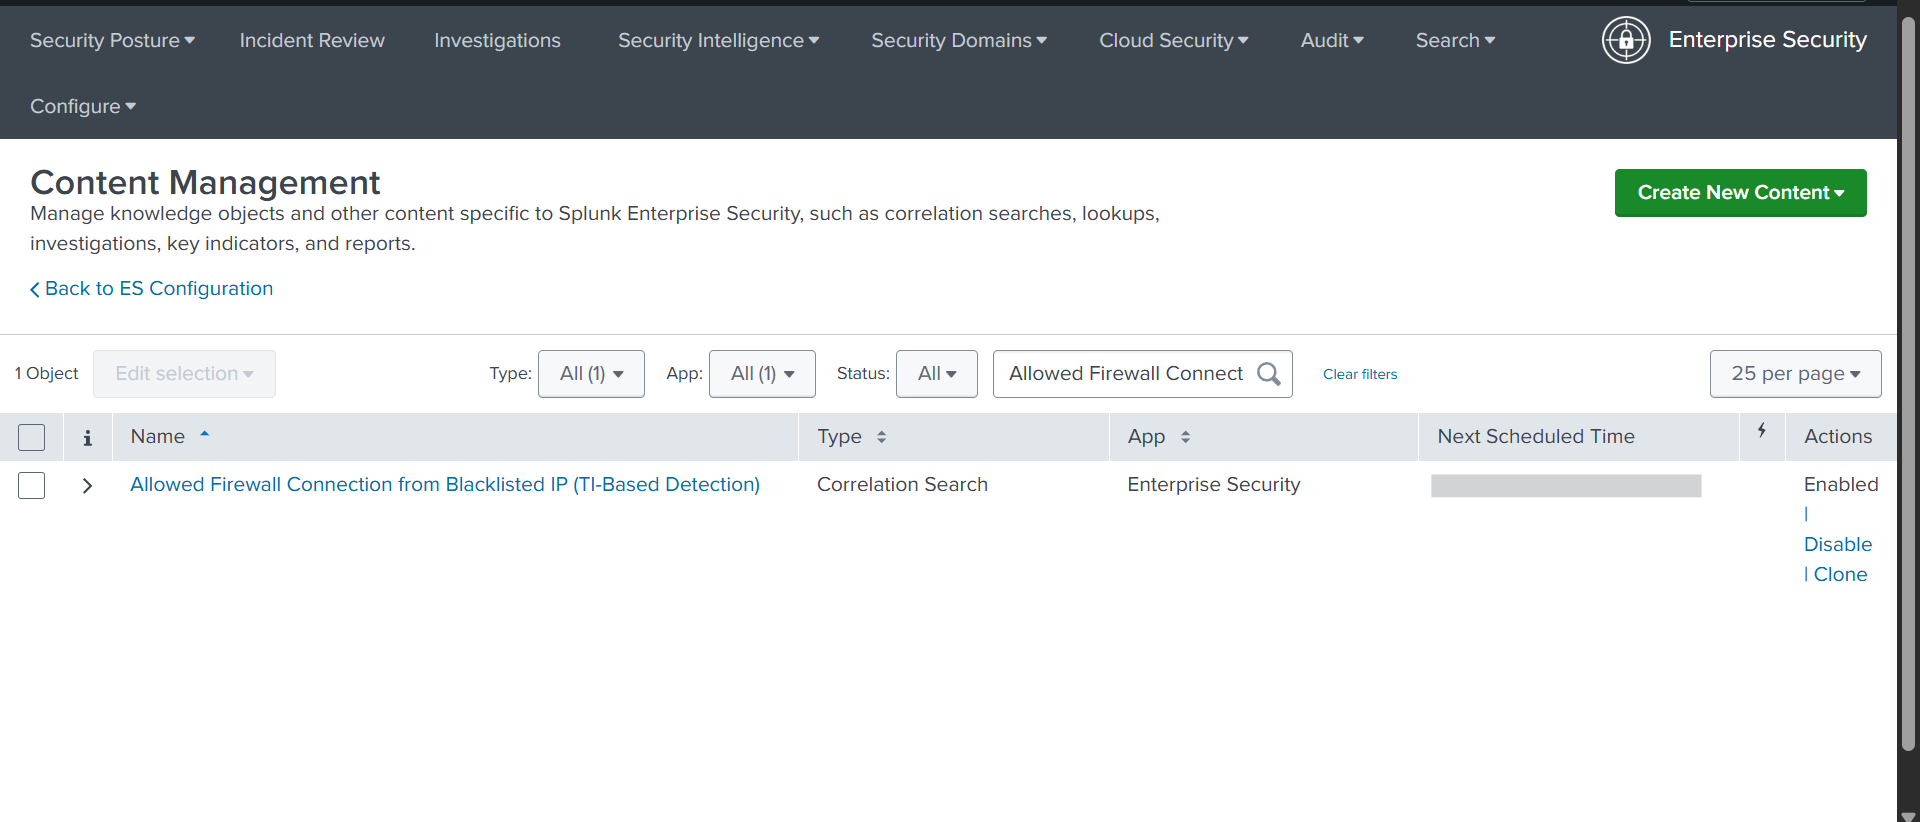 Security Posture Incident Review Investigations Security Intelligence Security Domains Cloud Security Audit Search Enterprise Security
Configure
Content Management
Manage knowledge objects and other content specific to Splunk Enterprise Security, such as correlation searches, lookups,
investigations, key indicators, and reports.
Create New Content
Back to ES Configuration
1 Object Edit selection Type: All (1) App: All (1) Status: All Allowed Firewall Connect Clear filters 25 per page
i Name Type App Next Scheduled Time Actions
Allowed Firewall Connection from Blacklisted IP (TI-Based Detection) Correlation Search Enterprise Security Enabled
|
Disable
| Clone